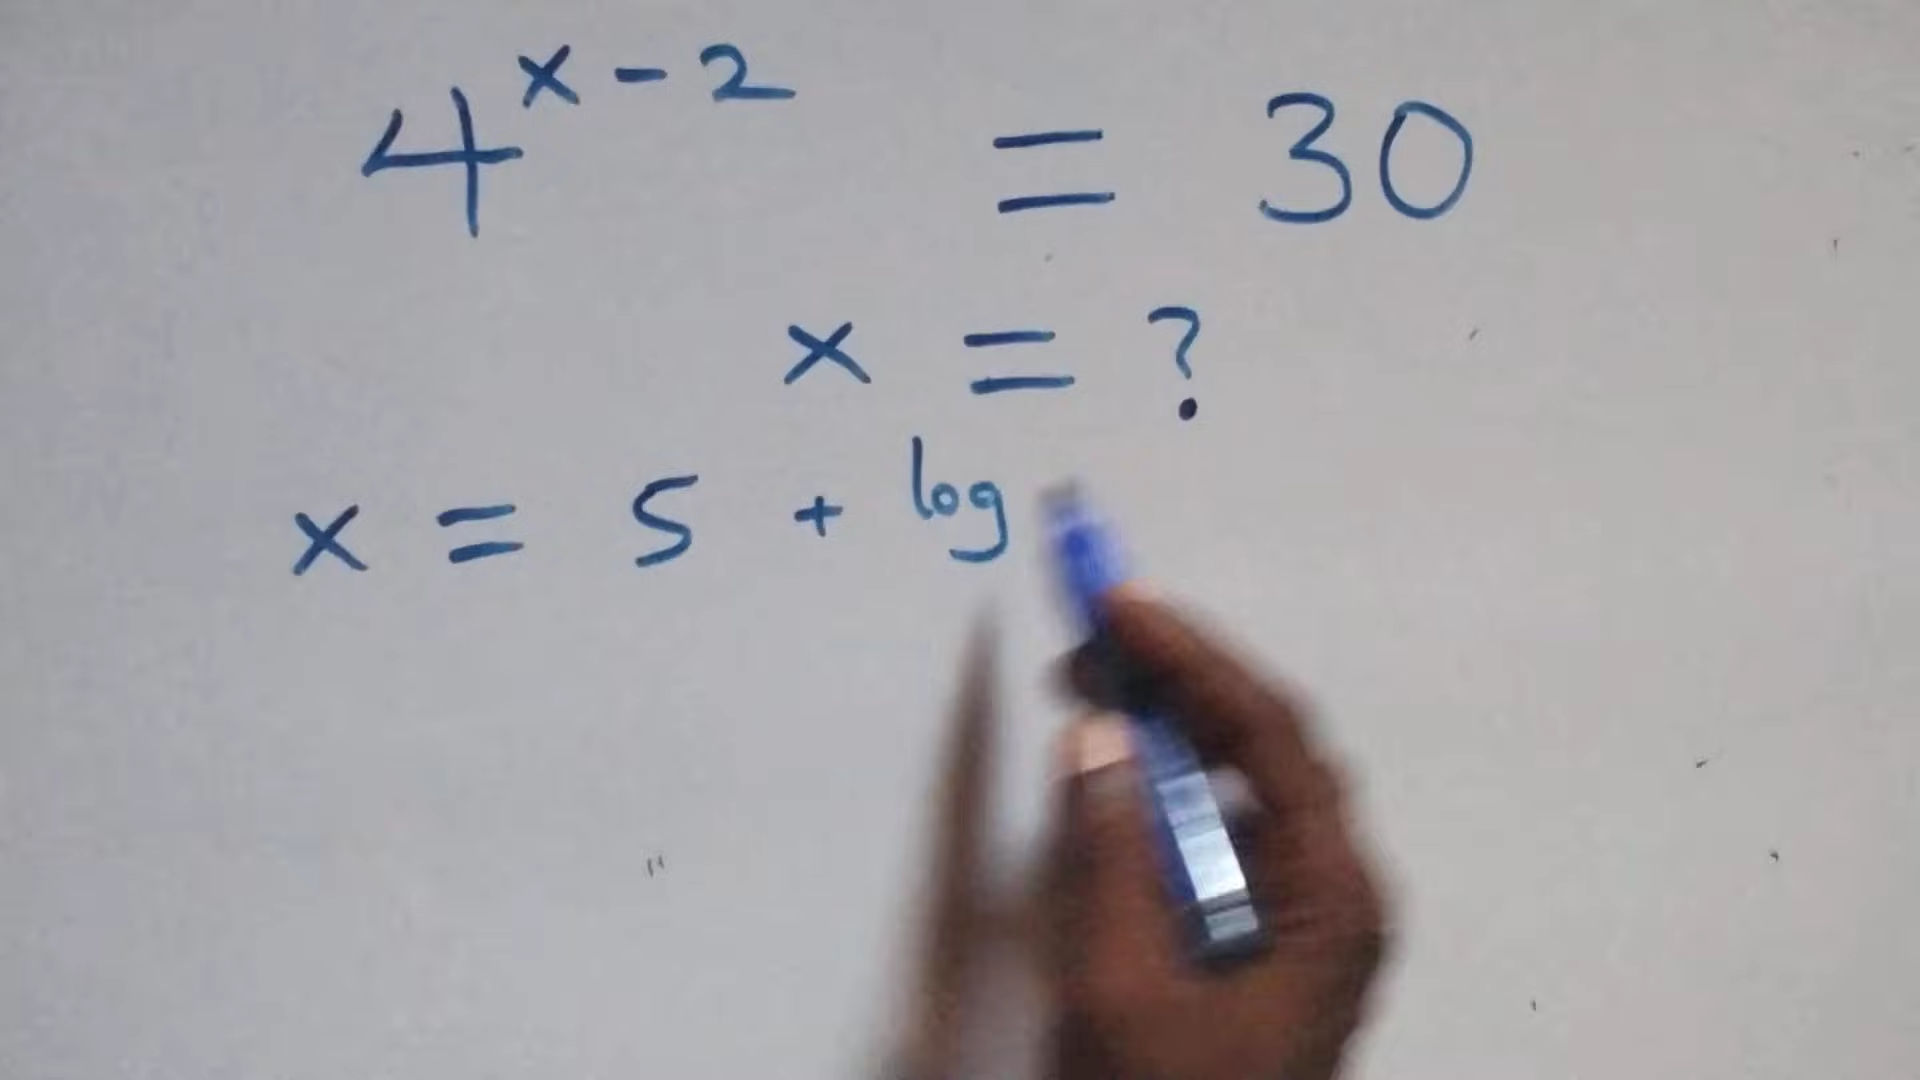 4^{x-2} = 30
x = ?
x = 5 + log